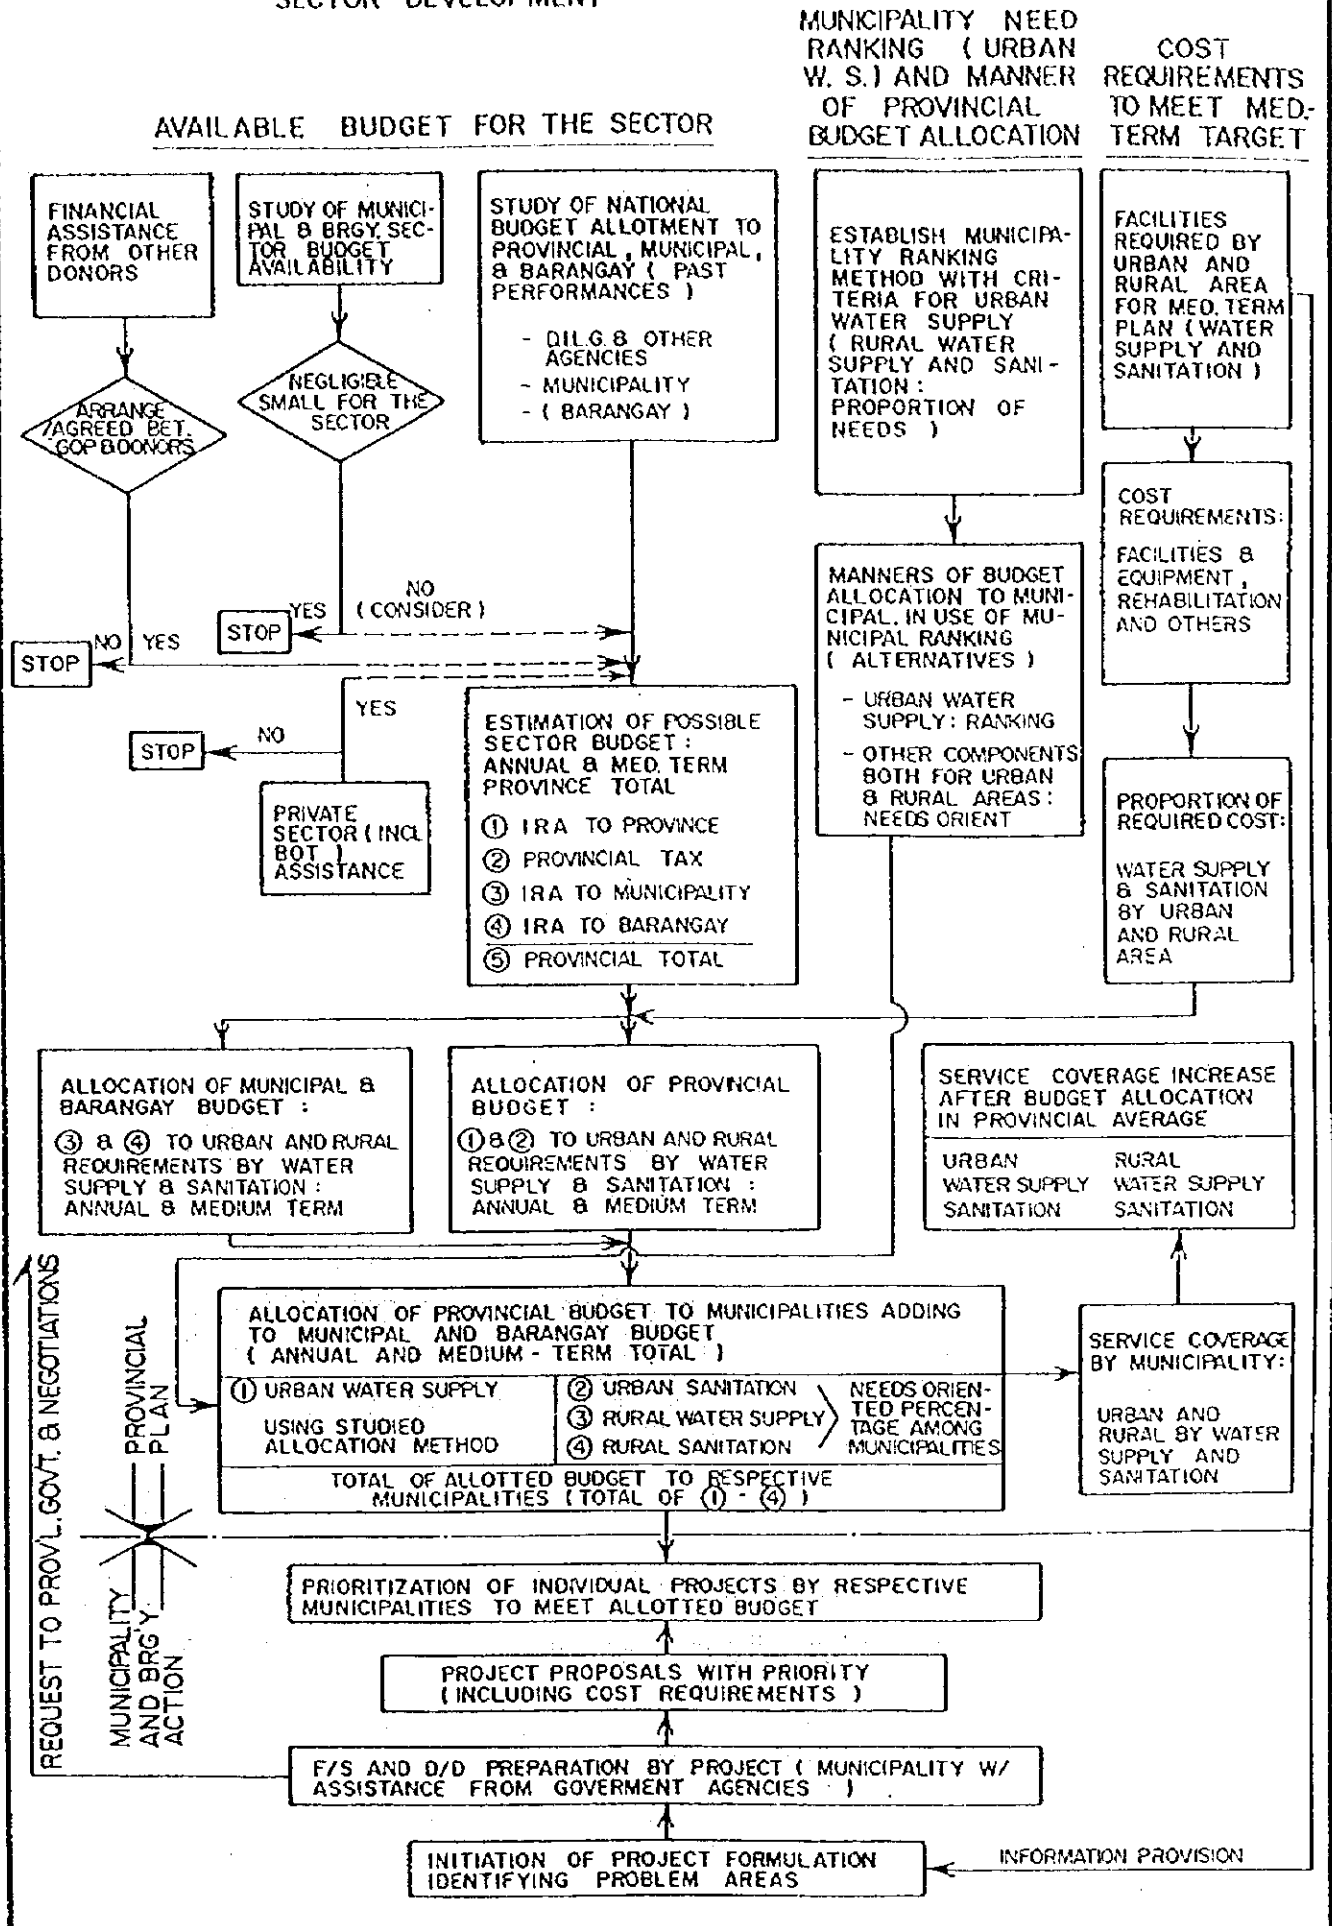 SECTOR DEVELOPMENT
AVAILABLE BUDGET FOR THE SECTOR
MUNICIPALITY NEED
RANKING ( URBAN
W. S. ) AND MANNER
OF PROVINCIAL
BUDGET ALLOCATION
COST
REQUIREMENTS
TO MEET MED.-
TERM TARGET
FINANCIAL
ASSISTANCE
FROM OTHER
DONORS
STUDY OF MUNICI-
PAL & BRGY. SEC-
TOR BUDGET
AVAILABILITY
STUDY OF NATIONAL
BUDGET ALLOTMENT TO
PROVINCIAL , MUNICIPAL ,
& BARANGAY ( PAST
PERFORMANCES )
- DILG. & OTHER
AGENCIES
- MUNICIPALITY
- ( BARANGAY )
ESTABLISH MUNICIPA-
LITY RANKING
METHOD WITH CRI-
TERIA FOR URBAN
WATER SUPPLY
( RURAL WATER
SUPPLY AND SANI-
TATION :
PROPORTION OF
NEEDS )
FACILITIES
REQUIRED BY
URBAN AND
RURAL AREA
FOR MED. TERM
PLAN ( WATER
SUPPLY AND
SANITATION )
ARRANGE
/AGREED BET.
GOP & DONORS
NEGLIGIBLE
SMALL FOR THE
SECTOR
COST
REQUIREMENTS:
FACILITIES &
EQUIPMENT ,
REHABILITATION
AND OTHERS
MANNERS OF BUDGET
ALLOCATION TO MUNI-
CIPAL. IN USE OF MU-
NICIPAL RANKING
( ALTERNATIVES )
- URBAN WATER
SUPPLY : RANKING
- OTHER COMPONENTS
BOTH FOR URBAN
& RURAL AREAS :
NEEDS ORIENT
STOP
YES
NO
( CONSIDER )
STOP
NO
YES
YES
STOP
NO
PRIVATE
SECTOR ( INCL
BOT )
ASSISTANCE
ESTIMATION OF POSSIBLE
SECTOR BUDGET :
ANNUAL & MED. TERM
PROVINCE TOTAL
① IRA TO PROVINCE
② PROVINCIAL TAX
③ IRA TO MUNICIPALITY
④ IRA TO BARANGAY
⑤ PROVINCIAL TOTAL
PROPORTION OF
REQUIRED COST:
WATER SUPPLY
& SANITATION
BY URBAN
AND RURAL
AREA
ALLOCATION OF MUNICIPAL &
BARANGAY BUDGET :
③ & ④ TO URBAN AND RURAL
REQUIREMENTS BY WATER
SUPPLY & SANITATION :
ANNUAL & MEDIUM TERM
ALLOCATION OF PROVINCIAL
BUDGET :
① & ② TO URBAN AND RURAL
REQUIREMENTS BY WATER
SUPPLY & SANITATION :
ANNUAL & MEDIUM TERM
SERVICE COVERAGE INCREASE
AFTER BUDGET ALLOCATION
IN PROVINCIAL AVERAGE
URBAN RURAL
WATER SUPPLY WATER SUPPLY
SANITATION SANITATION
ALLOCATION OF PROVINCIAL BUDGET TO MUNICIPALITIES ADDING
TO MUNICIPAL AND BARANGAY BUDGET
( ANNUAL AND MEDIUM - TERM TOTAL )
① URBAN WATER SUPPLY
USING STUDIED
ALLOCATION METHOD
② URBAN SANITATION
③ RURAL WATER SUPPLY
④ RURAL SANITATION
NEEDS ORIEN-
TED PERCEN-
TAGE AMONG
MUNICIPALITIES
TOTAL OF ALLOTTED BUDGET TO RESPECTIVE
MUNICIPALITIES ( TOTAL OF ① - ④ )
SERVICE COVERAGE
BY MUNICIPALITY:
URBAN AND
RURAL BY WATER
SUPPLY AND
SANITATION
REQUEST TO PROV'L. GOVT. & NEGOTIATIONS
PROVINCIAL
PLAN
MUNICIPALITY
AND BRG'Y.
ACTION
PRIORITIZATION OF INDIVIDUAL PROJECTS BY RESPECTIVE
MUNICIPALITIES TO MEET ALLOTTED BUDGET
PROJECT PROPOSALS WITH PRIORITY
( INCLUDING COST REQUIREMENTS )
F/S AND D/D PREPARATION BY PROJECT ( MUNICIPALITY W/
ASSISTANCE FROM GOVERMENT AGENCIES )
INITIATION OF PROJECT FORMULATION
IDENTIFYING PROBLEM AREAS
INFORMATION PROVISION